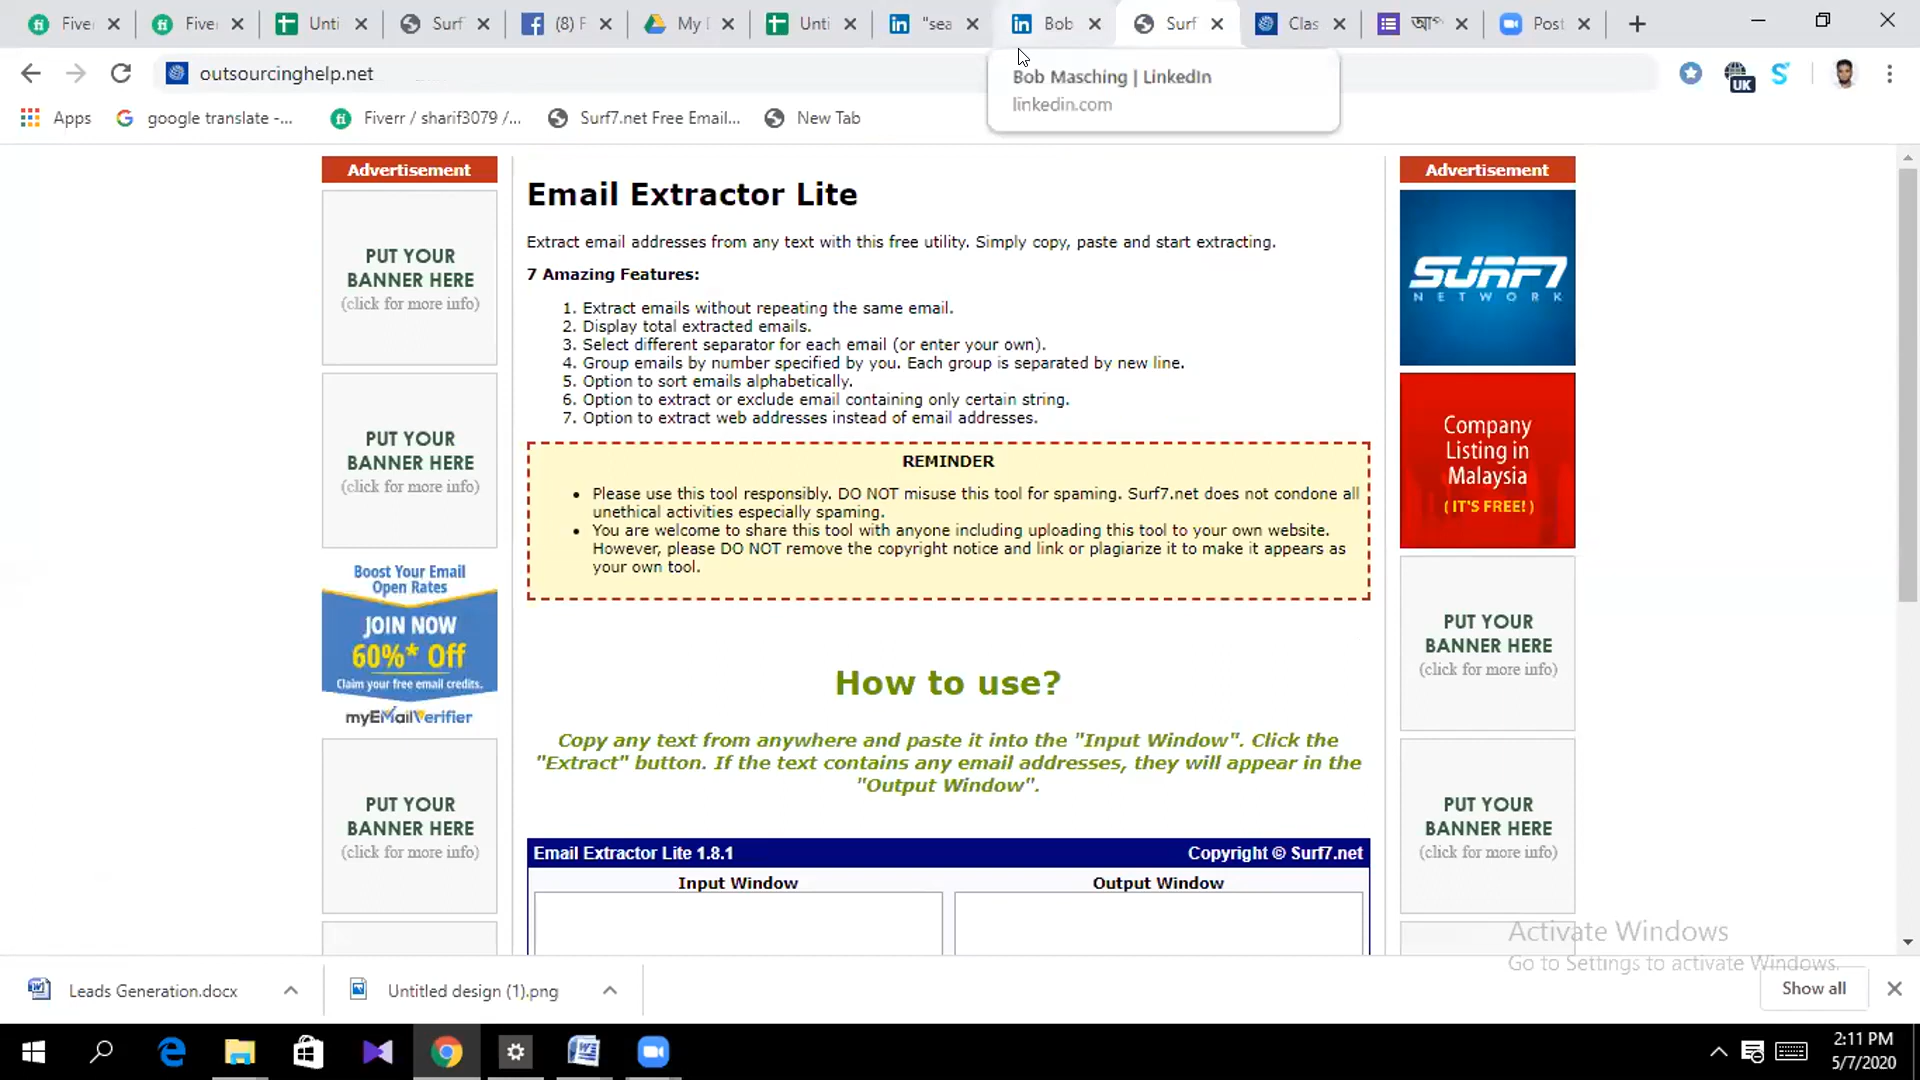 Fiver
Fiver
Unti
Surf
(8) F
My
Unti
"sea
Bob
Surf
Clas
আপ
Post
outsourcinghelp.net
Bob Masching | LinkedIn
linkedin.com
UK
Apps
google translate -...
Fiverr / sharif3079 /...
Surf7.net Free Email...
New Tab
Advertisement
PUT YOUR
BANNER HERE
(click for more info)
PUT YOUR
BANNER HERE
(click for more info)
Boost Your Email
Open Rates
JOIN NOW
60%* Off
Claim your free email credits.
myEMailVerifier
PUT YOUR
BANNER HERE
(click for more info)
Email Extractor Lite
Extract email addresses from any text with this free utility. Simply copy, paste and start extracting.
7 Amazing Features:
1. Extract emails without repeating the same email.
2. Display total extracted emails.
3. Select different separator for each email (or enter your own).
4. Group emails by number specified by you. Each group is separated by new line.
5. Option to sort emails alphabetically.
6. Option to extract or exclude email containing only certain string.
7. Option to extract web addresses instead of email addresses.
REMINDER
• Please use this tool responsibly. DO NOT misuse this tool for spaming. Surf7.net does not condone all
unethical activities especially spaming.
• You are welcome to share this tool with anyone including uploading this tool to your own website.
However, please DO NOT remove the copyright notice and link or plagiarize it to make it appears as
your own tool.
How to use?
Copy any text from anywhere and paste it into the "Input Window". Click the
"Extract" button. If the text contains any email addresses, they will appear in the
"Output Window".
Email Extractor Lite 1.8.1
Copyright © Surf7.net
Input Window
Output Window
Advertisement
SURF7
NETWORK
Company
Listing in
Malaysia
( IT'S FREE! )
PUT YOUR
BANNER HERE
(click for more info)
PUT YOUR
BANNER HERE
(click for more info)
Activate Windows
Go to Settings to activate Windows.
Leads Generation.docx
Untitled design (1).png
Show all
2:11 PM
5/7/2020